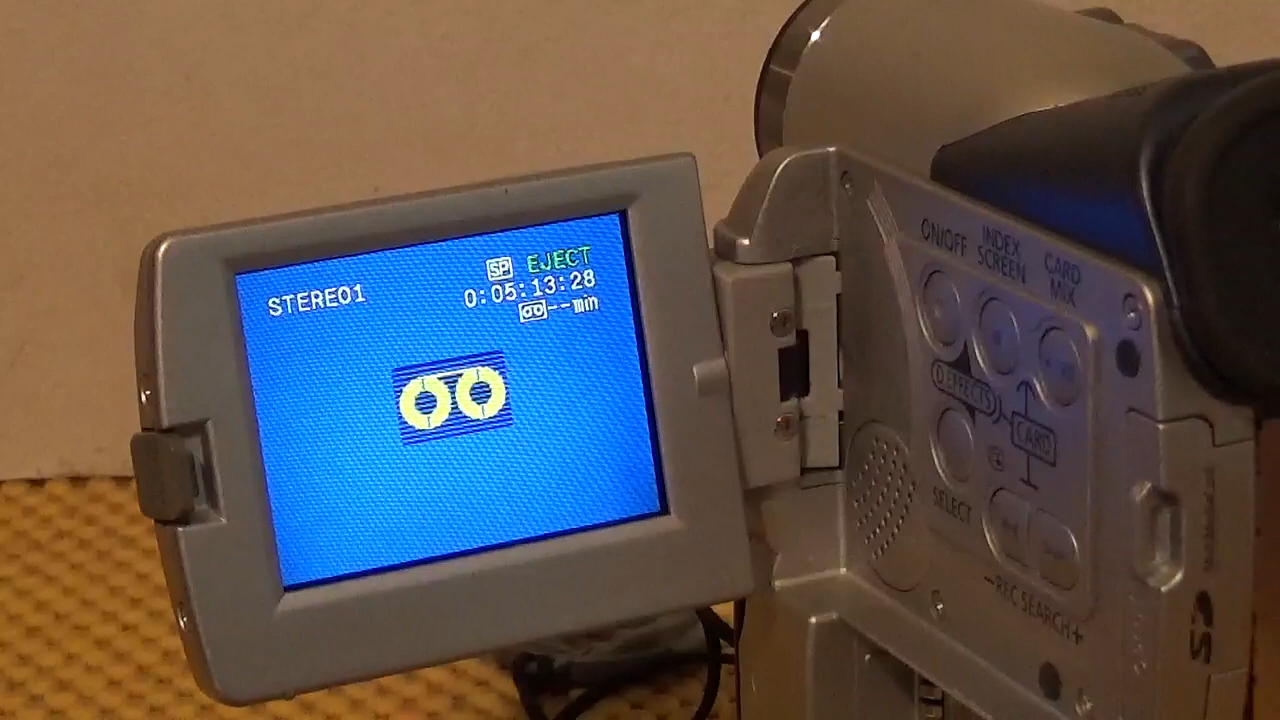 STEREO1
SP EJECT
0:05:13:28
--min
ON/OFF
INDEX
SCREEN
CARD
MIX
D.EFFECTS
CARD
SELECT
–REC SEARCH+